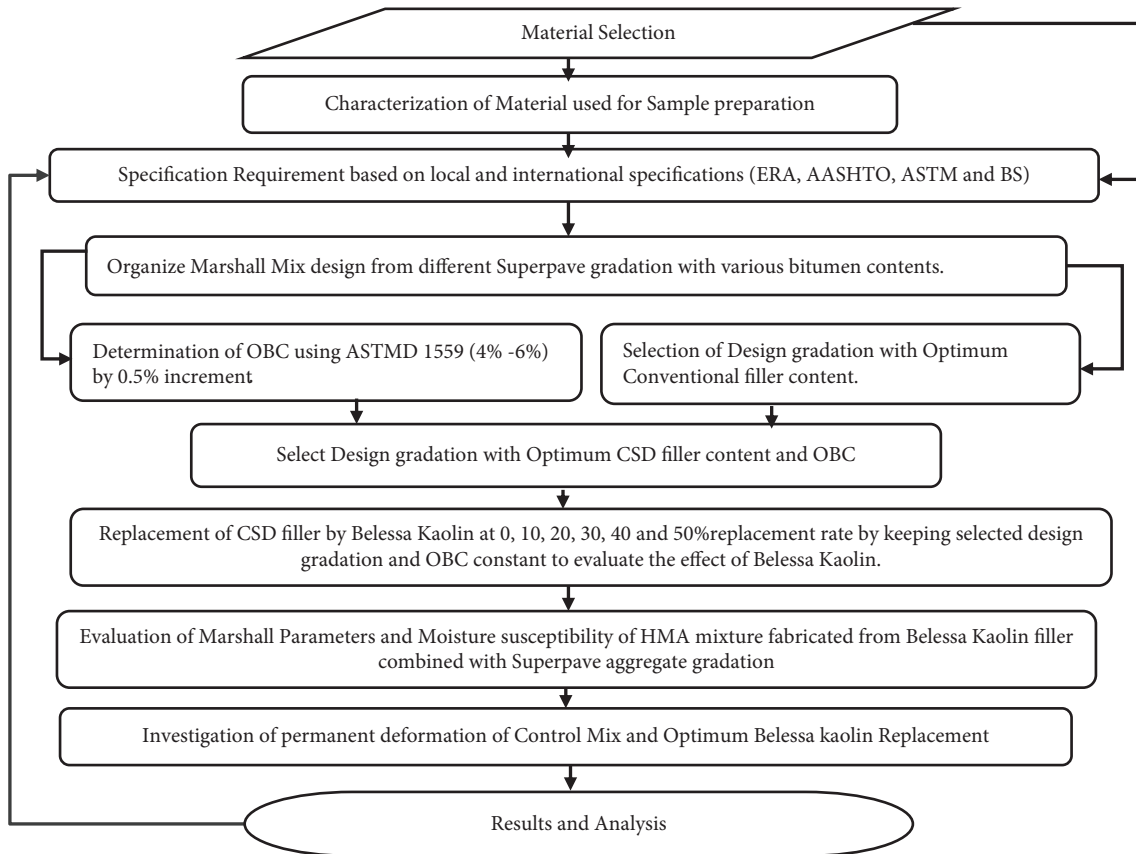 Material Selection
Characterization of Material used for Sample preparation
Specification Requirement based on local and international specifications (ERA, AASHTO, ASTM and BS)
Organize Marshall Mix design from different Superpave gradation with various bitumen contents.
Determination of OBC using ASTMD 1559 (4% -6%)
by 0.5% increment.
Selection of Design gradation with Optimum
Conventional filler content.
Select Design gradation with Optimum CSD filler content and OBC
Replacement of CSD filler by Belessa Kaolin at 0, 10, 20, 30, 40 and 50%replacement rate by keeping selected design
gradation and OBC constant to evaluate the effect of Belessa Kaolin.
Evaluation of Marshall Parameters and Moisture susceptibility of HMA mixture fabricated from Belessa Kaolin filler
combined with Superpave aggregate gradation
Investigation of permanent deformation of Control Mix and Optimum Belessa kaolin Replacement
Results and Analysis